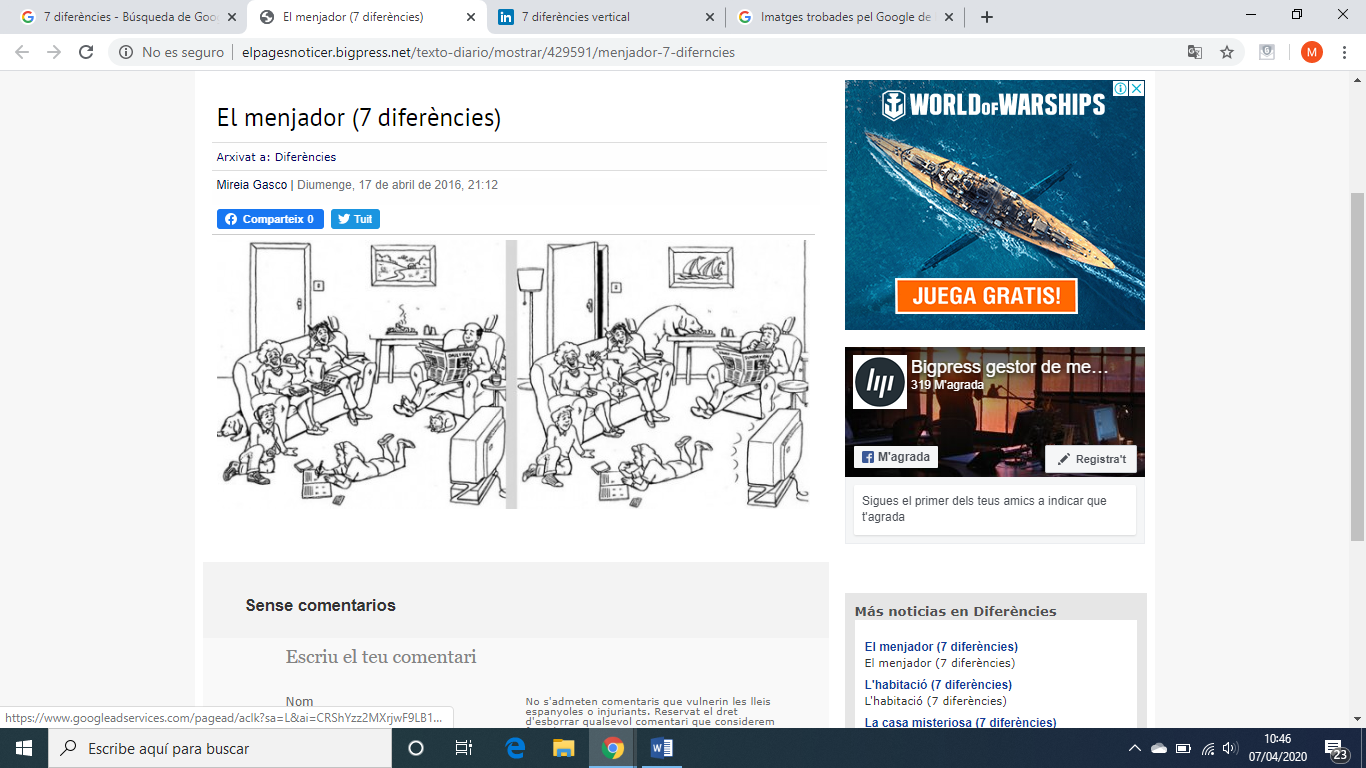 7 diferències - Búsqueda de Goo
El menjador (7 diferències)
7 diferències vertical
Imatges trobades pel Google de
No es seguro
elpagesnoticer.bigpress.net/texto-diario/mostrar/429591/menjador-7-diferncies
M
El menjador (7 diferències)
Arxivat a: Diferències
Mireia Gasco | Diumenge, 17 de abril de 2016, 21:12
Comparteix 0
Tuit
DAILY
WORLD OF WARSHIPS
JUEGA GRATIS!
Bigpress gestor de me...
319 M'agrada
M'agrada
Registra't
Sigues el primer dels teus amics a indicar que
t'agrada
Sense comentarios
Escriu el teu comentari
Nom
No s'admeten comentaris que vulnerin les lleis
espanyoles o injuriants. Reservat el dret
d'esborrar qualsevol comentari que considerem
Más noticias en Diferències
El menjador (7 diferències)
El menjador (7 diferències)
L'habitació (7 diferències)
L'habitació (7 diferències)
La casa misteriosa (7 diferències)
https://www.googleadservices.com/pagead/aclk?sa=L&ai=CRShYzz2MXrjwF9LB1...
Escribe aquí para buscar
10:46
07/04/2020
23